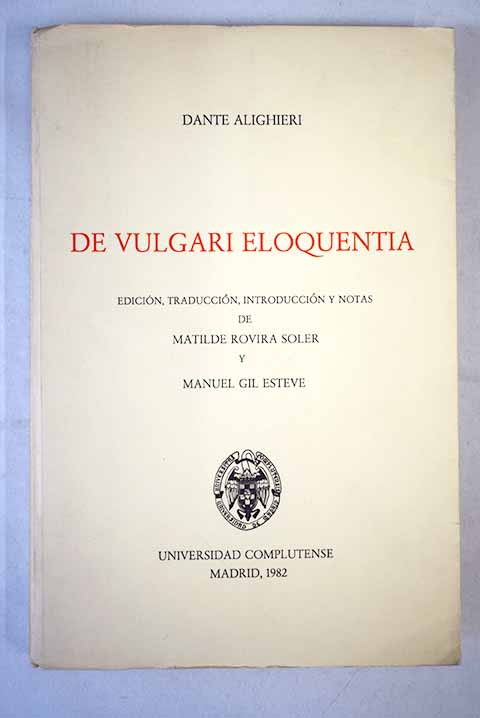 DANTE ALIGHIERI
DE VULGARI ELOQUENTIA
EDICIÓN, TRADUCCIÓN, INTRODUCCIÓN Y NOTAS
DE
MATILDE ROVIRA SOLER
Y
MANUEL GIL ESTEVE
UNIVERSIDAD COMPLUTENSE
MADRID, 1982